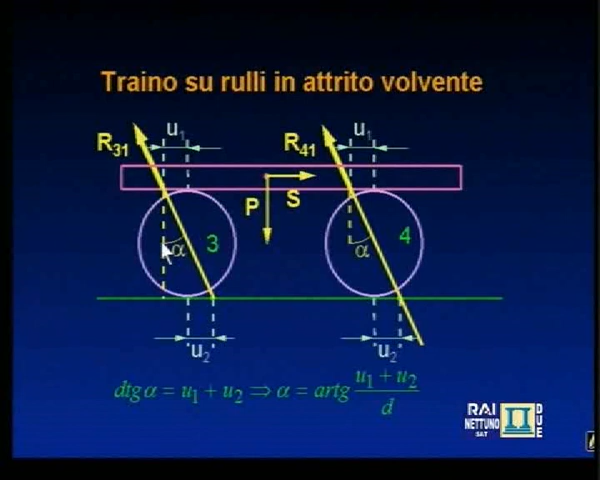 Traino su rulli in attrito volvente
R31 u1 R41 u1
P S
α 3 α 4
u2 u2
dtgα = u1 + u2 ⇒ α = artg (u1 + u2)/d
RAI
NETTUNO
SAT
DUE